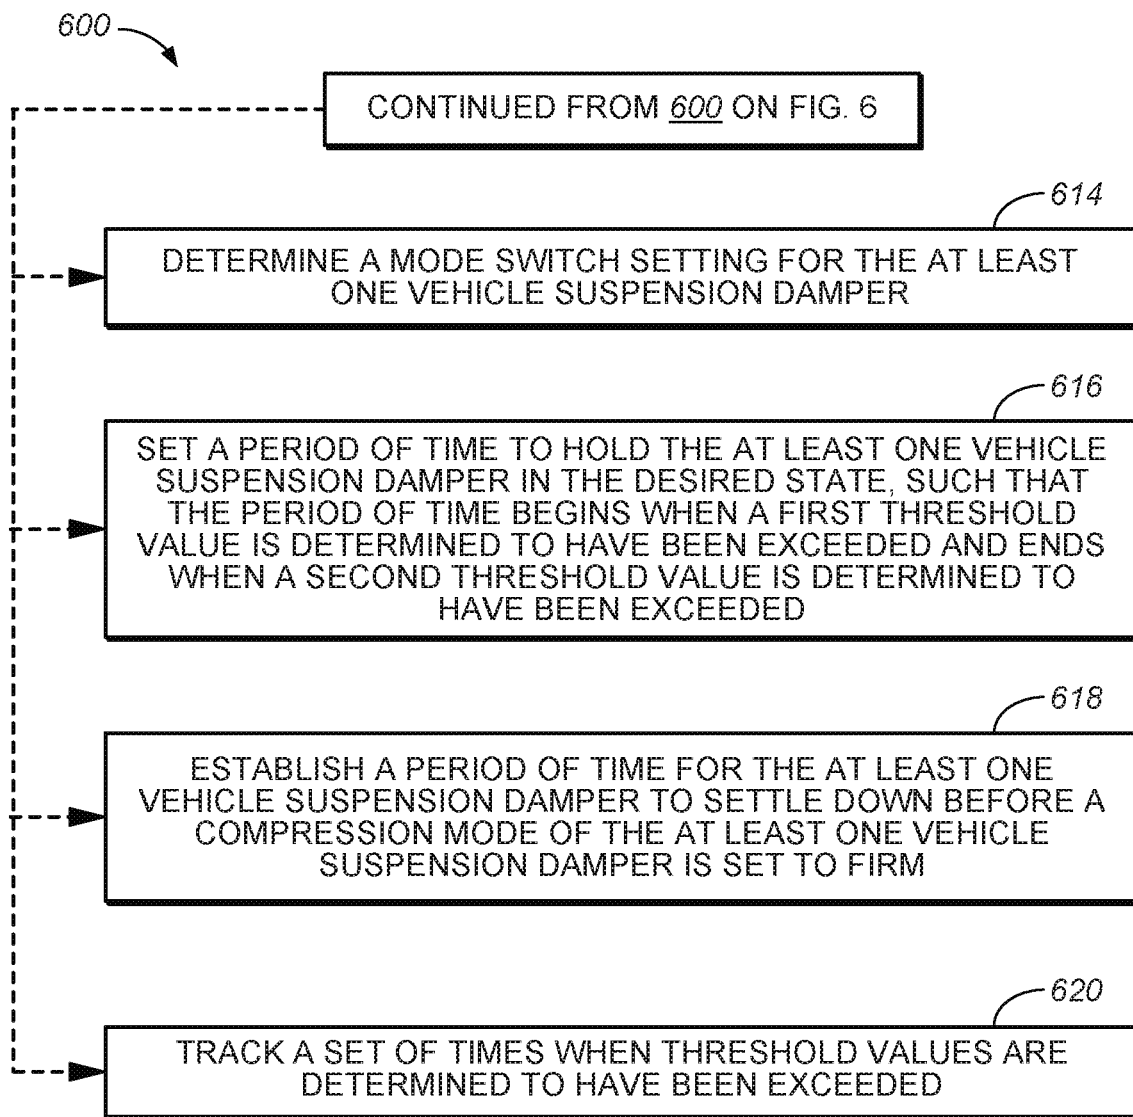 600
CONTINUED FROM 600 ON FIG. 6
614
DETERMINE A MODE SWITCH SETTING FOR THE AT LEAST
ONE VEHICLE SUSPENSION DAMPER
616
SET A PERIOD OF TIME TO HOLD THE AT LEAST ONE VEHICLE
SUSPENSION DAMPER IN THE DESIRED STATE, SUCH THAT
THE PERIOD OF TIME BEGINS WHEN A FIRST THRESHOLD
VALUE IS DETERMINED TO HAVE BEEN EXCEEDED AND ENDS
WHEN A SECOND THRESHOLD VALUE IS DETERMINED TO
HAVE BEEN EXCEEDED
618
ESTABLISH A PERIOD OF TIME FOR THE AT LEAST ONE
VEHICLE SUSPENSION DAMPER TO SETTLE DOWN BEFORE A
COMPRESSION MODE OF THE AT LEAST ONE VEHICLE
SUSPENSION DAMPER IS SET TO FIRM
620
TRACK A SET OF TIMES WHEN THRESHOLD VALUES ARE
DETERMINED TO HAVE BEEN EXCEEDED